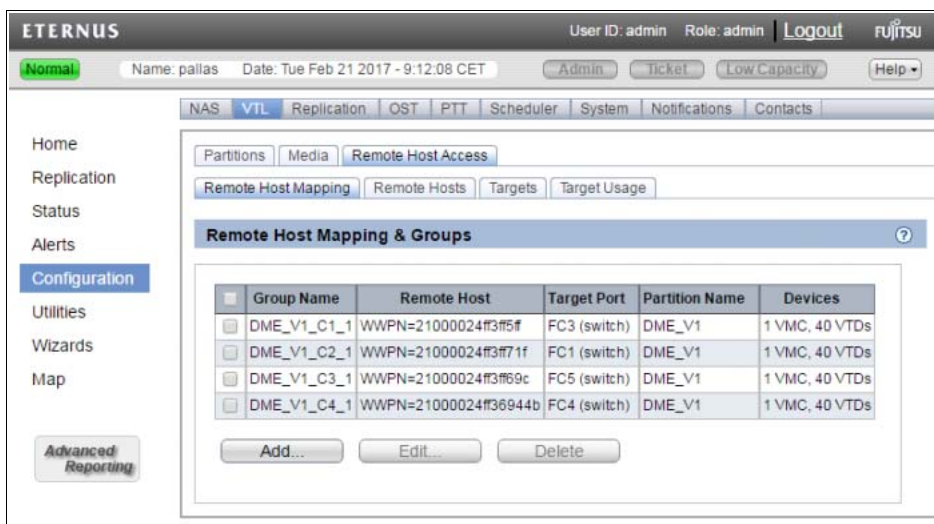 ETERNUS User ID: admin Role: admin Logout FUJITSU
Normal Name: pallas Date: Tue Feb 21 2017 - 9:12:08 CET Admin Ticket Low Capacity Help
NAS VTL Replication OST PTT Scheduler System Notifications Contacts
Home
Replication
Status
Alerts
Configuration
Utilities
Wizards
Map
Advanced
Reporting
Partitions Media Remote Host Access
Remote Host Mapping Remote Hosts Targets Target Usage
Remote Host Mapping & Groups ?
Group Name Remote Host Target Port Partition Name Devices
DME_V1_C1_1 WWPN=21000024ff3ff5ff FC3 (switch) DME_V1 1 VMC, 40 VTDs
DME_V1_C2_1 WWPN=21000024ff3ff71f FC1 (switch) DME_V1 1 VMC, 40 VTDs
DME_V1_C3_1 WWPN=21000024ff3ff69c FC5 (switch) DME_V1 1 VMC, 40 VTDs
DME_V1_C4_1 WWPN=21000024ff36944b FC4 (switch) DME_V1 1 VMC, 40 VTDs
Add... Edit... Delete